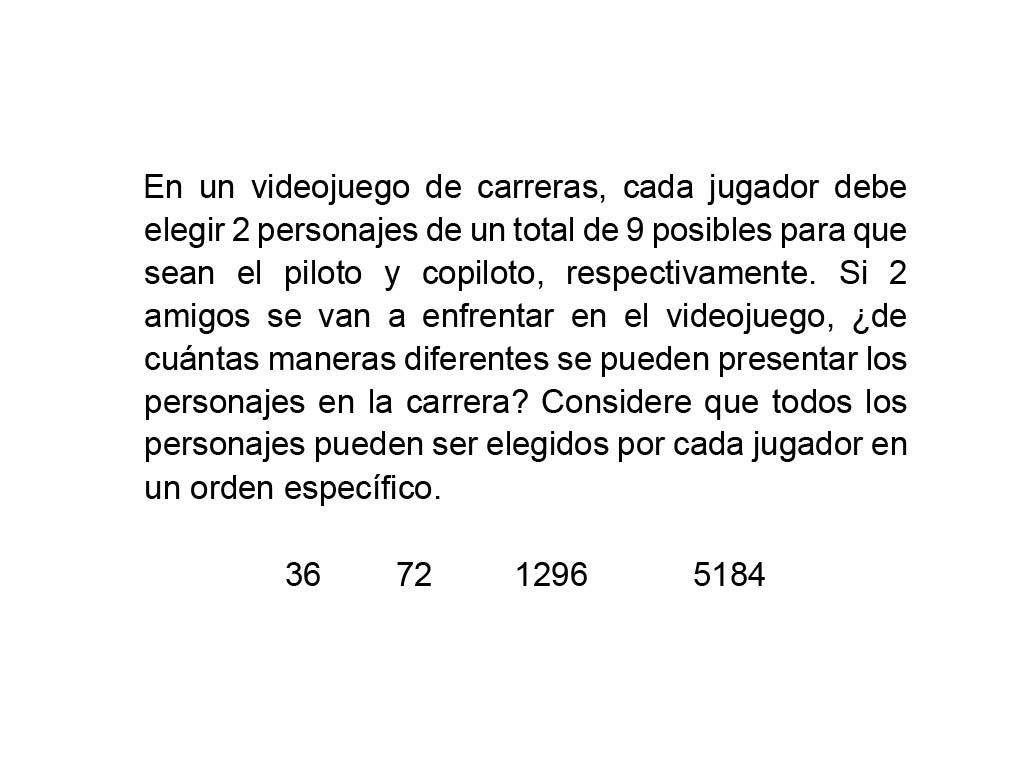 En un videojuego de carreras, cada jugador debe
elegir 2 personajes de un total de 9 posibles para que
sean el piloto y copiloto, respectivamente. Si 2
amigos se van a enfrentar en el videojuego, ¿de
cuántas maneras diferentes se pueden presentar los
personajes en la carrera? Considere que todos los
personajes pueden ser elegidos por cada jugador en
un orden específico.
36 72 1296 5184